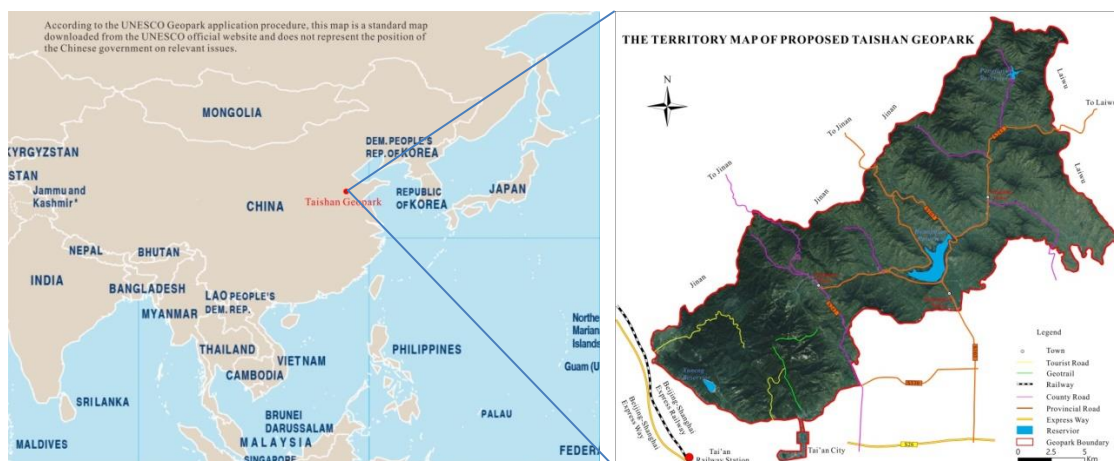 According to the UNESCO Geopark application procedure, this map is a standard map
downloaded from the UNESCO official website and does not represent the position of
the Chinese government on relevant issues.
MONGOLIA
KYRGYZSTAN
STAN
Jammu and
Kashmir*
DEM. PEOPLE'S
REP. OF KOREA
REPUBLIC
OF KOREA
JAPAN
CHINA
Taishan Geopark
NEPAL
BHUTAN
INDIA
BANGLADESH
MYANMAR
LAO PEOPLE'S
DEM. REP.
THAILAND
VIETNAM
CAMBODIA
PHILIPPINES
Northe
Marian
Islands
Guam (U
SRI LANKA
MALDIVES
BRUNEI
DARUSSALAM
MALAYSIA
SINGAPORE
PALAU
FEDERA
THE TERRITORY MAP OF PROPOSED TAISHAN GEOPARK
N
Laiwu
To Laiwu
Jinan
To Jinan
Laiwu
To Jinan
Jinan
Jinan
Beijing-Shanghai
Express Railway
Beijing-Shanghai
Express Way
Tai'an
Railway Station
Tai'an City
Legend
Town
Tourist Road
Geotrail
Railway
County Road
Provincial Road
Express Way
Reservior
Geopark Boundary
0 2.5 5
Km